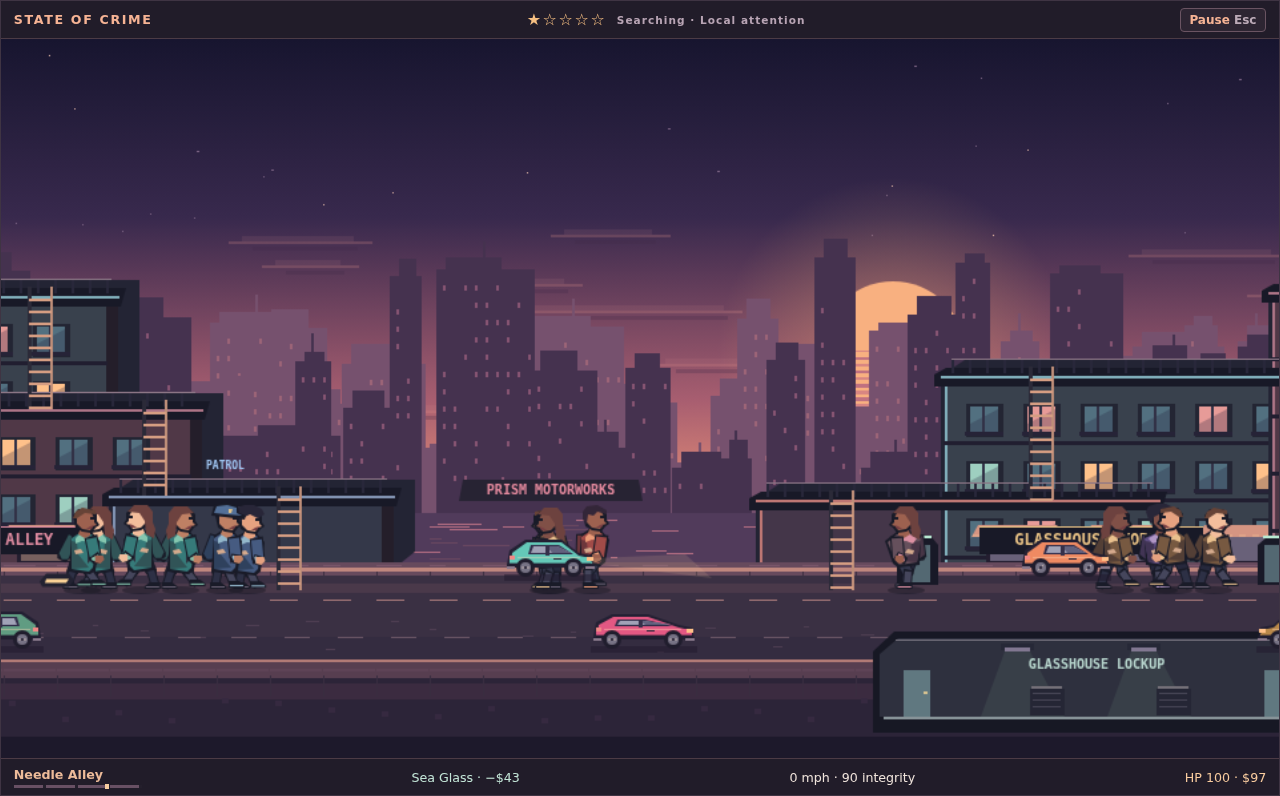 STATE OF CRIME
★☆☆☆☆ Searching · Local attention
Pause Esc
PATROL
PRISM MOTORWORKS
ALLEY
GLASSHOUSE
GLASSHOUSE LOCKUP
Needle Alley
Sea Glass · −$43
0 mph · 90 integrity
HP 100 · $97